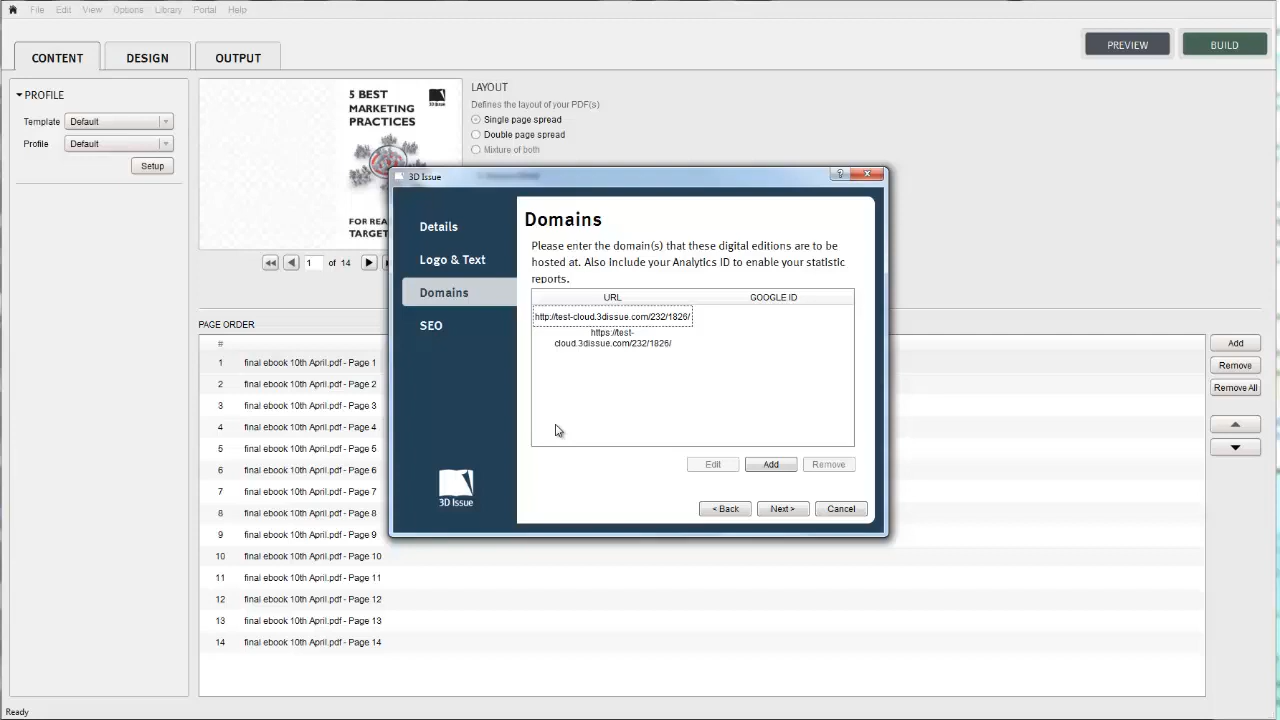 File Edit View Options Library Portal Help
CONTENT DESIGN OUTPUT
PREVIEW BUILD
PROFILE
Template Default
Profile Default
Setup
5 BEST
MARKETING
PRACTICES
3D Issue
FOR REA
TARGET
1 of 14
LAYOUT
Defines the layout of your PDF(s)
Single page spread
Double page spread
Mixture of both
3D Issue
Details
Logo & Text
Domains
SEO
3D Issue
Domains
Please enter the domain(s) that these digital editions are to be
hosted at. Also include your Analytics ID to enable your statistic
reports.
URL GOOGLE ID
http://test-cloud.3dissue.com/232/1826/
https://test-
cloud.3dissue.com/232/1826/
Edit Add Remove
< Back Next > Cancel
PAGE ORDER
#
1 final ebook 10th April.pdf - Page 1
2 final ebook 10th April.pdf - Page 2
3 final ebook 10th April.pdf - Page 3
4 final ebook 10th April.pdf - Page 4
5 final ebook 10th April.pdf - Page 5
6 final ebook 10th April.pdf - Page 6
7 final ebook 10th April.pdf - Page 7
8 final ebook 10th April.pdf - Page 8
9 final ebook 10th April.pdf - Page 9
10 final ebook 10th April.pdf - Page 10
11 final ebook 10th April.pdf - Page 11
12 final ebook 10th April.pdf - Page 12
13 final ebook 10th April.pdf - Page 13
14 final ebook 10th April.pdf - Page 14
Add
Remove
Remove All
Ready